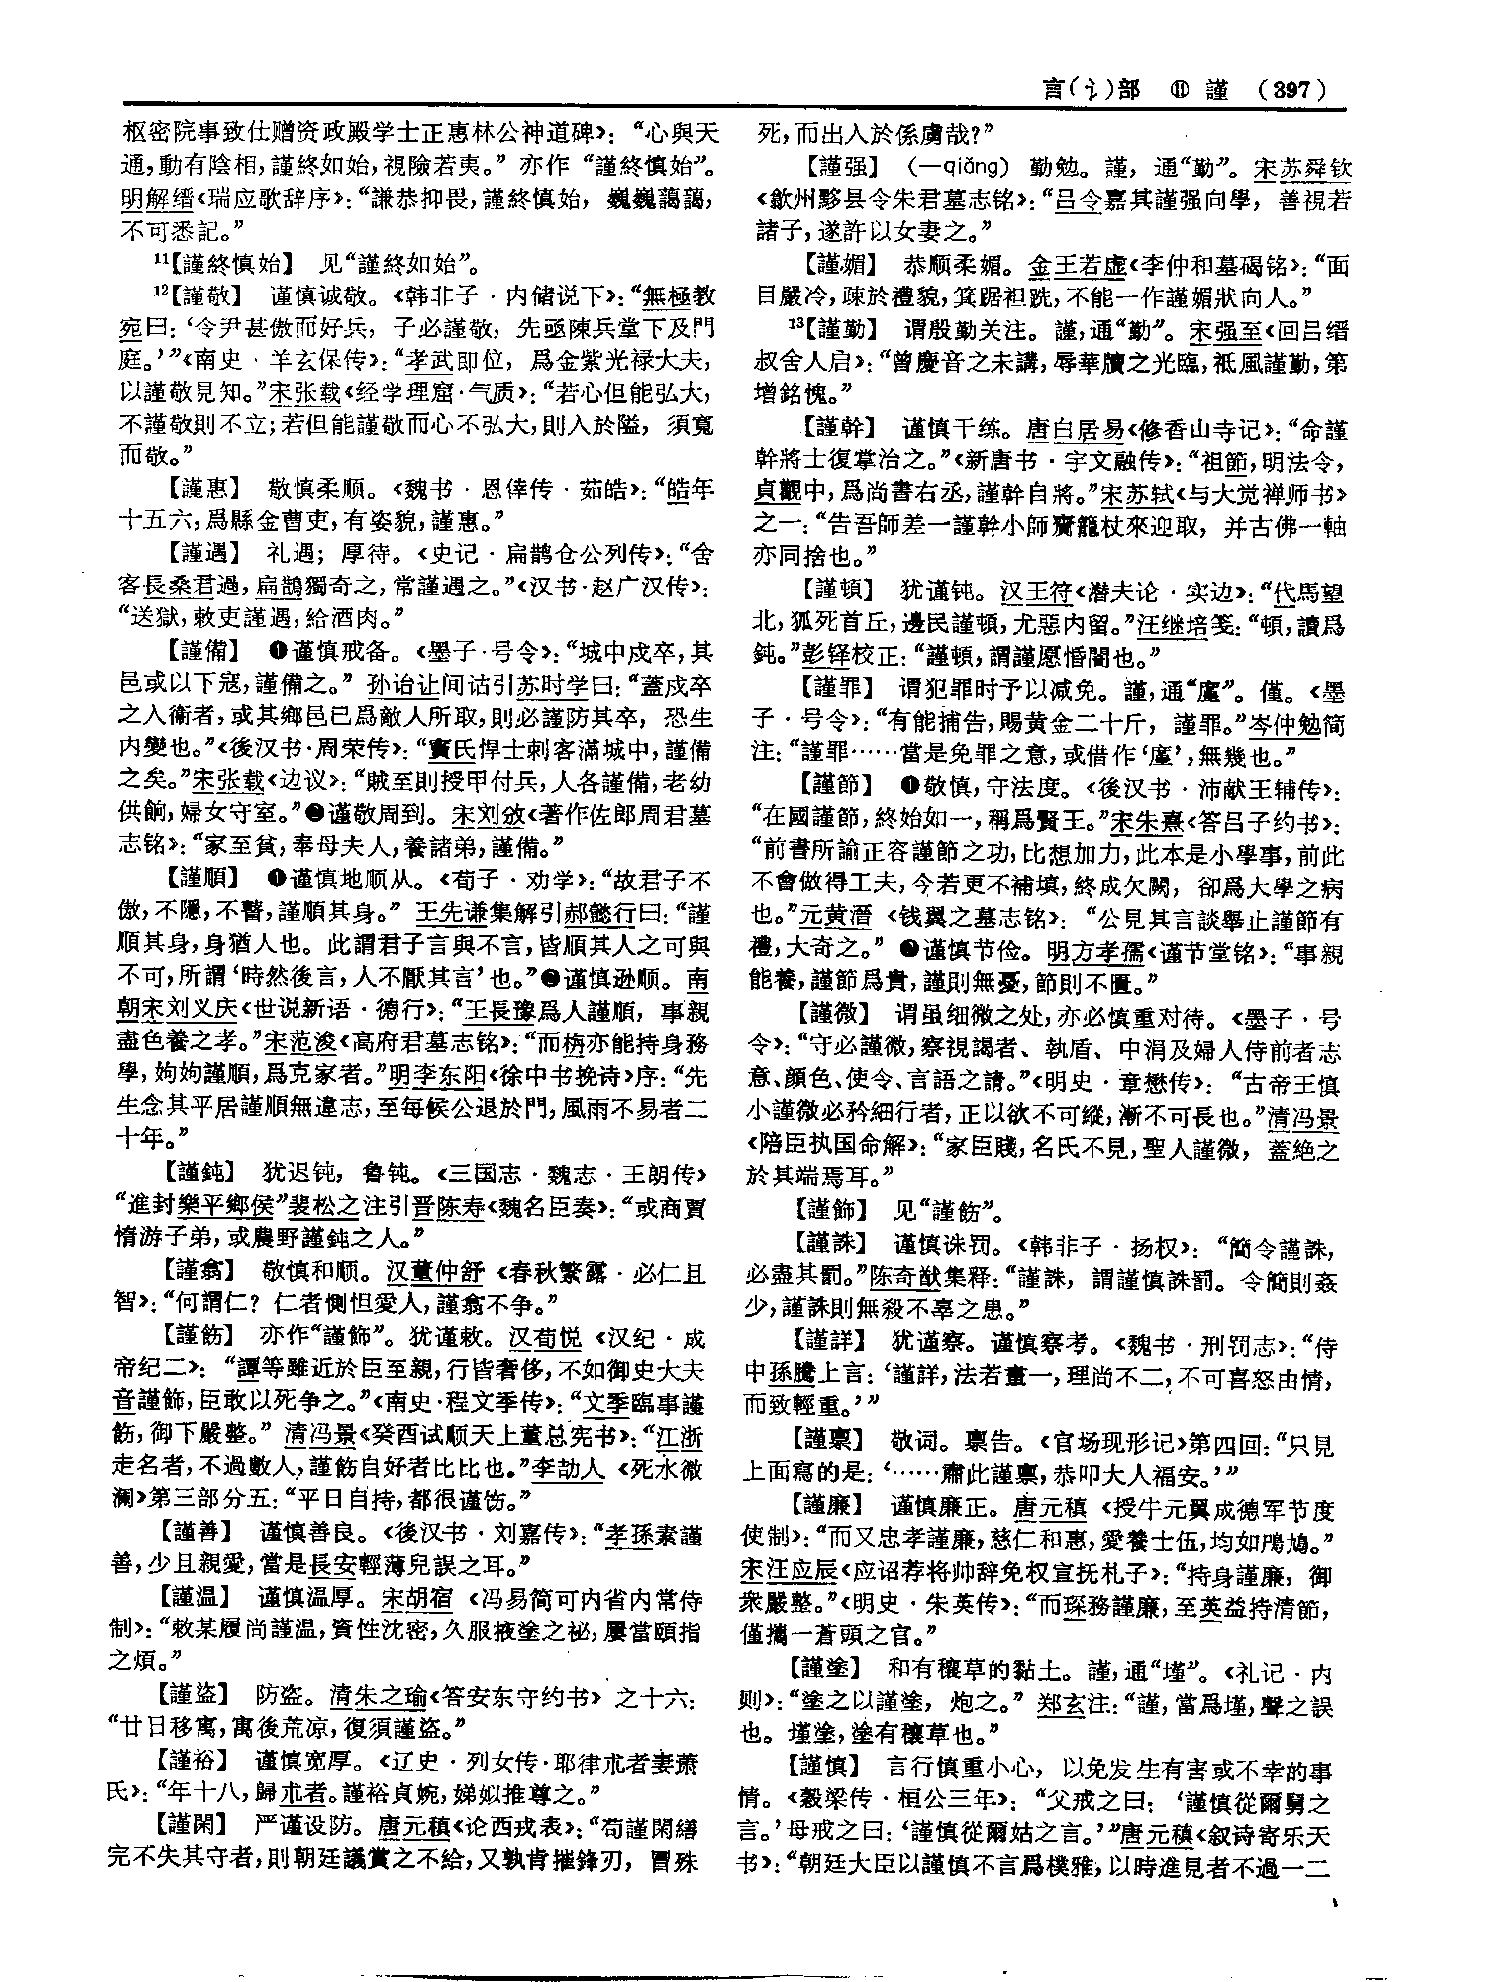 言(讠)部　⑪　謹　(397)
枢密院事致仕赠资政殿学士正惠林公神道碑》：“心與天
通，動有陰相，謹終如始，視險若夷。”亦作“謹終慎始”。
明解缙《瑞应歌辞序》：“謙恭抑畏，謹終慎始，巍巍藹藹，
不可悉記。”
¹¹【謹終慎始】　见“謹終如始”。
¹²【謹敬】　谨慎诚敬。《韩非子·内储说下》：“無極教
宛曰：‘令尹甚傲而好兵，子必謹敬，先亟陳兵堂下及門
庭。’”《南史·羊玄保传》：“孝武即位，爲金紫光禄大夫，
以謹敬見知。”宋张载《经学理窟·气质》：“若心但能弘大，
不謹敬則不立；若但能謹敬而心不弘大，則入於隘，須寬
而敬。”
【謹惠】　敬慎柔顺。《魏书·恩倖传·茹皓》：“皓年
十五六，爲縣金曹吏，有姿貌，謹惠。”
【謹遇】　礼遇；厚待。《史记·扁鹊仓公列传》：“舍
客長桑君過，扁鵲獨奇之，常謹遇之。”《汉书·赵广汉传》：
“送獄，敕吏謹遇，給酒肉。”
【謹備】　❶谨慎戒备。《墨子·号令》：“城中戍卒，其
邑或以下寇，謹備之。”孙诒让间诂引苏时学曰：“蓋戍卒
之入衞者，或其鄉邑已爲敵人所取，則必謹防其卒，恐生
内變也。”《後汉书·周荣传》：“竇氏悍士刺客滿城中，謹備
之矣。”宋张载《边议》：“賊至則授甲付兵，人各謹備，老幼
供餉，婦女守室。”❷谨敬周到。宋刘攽《著作佐郎周君墓
志铭》：“家至貧，奉母夫人，養諸弟，謹備。”
【謹順】　❶谨慎地顺从。《荀子·劝学》：“故君子不
傲，不隱，不瞽，謹順其身。”王先谦集解引郝懿行曰：“謹
順其身，身猶人也。此謂君子言與不言，皆順其人之可與
不可，所謂‘時然後言，人不厭其言’也。”❷谨慎逊顺。南
朝宋刘义庆《世说新语·德行》：“王長豫爲人謹順，事親
盡色養之孝。”宋范浚《高府君墓志铭》：“而柟亦能持身務
學，姁姁謹順，爲克家者。”明李东阳《徐中书挽诗》序：“先
生念其平居謹順無違志，至每候公退於門，風雨不易者二
十年。”
【謹鈍】　犹迟钝，鲁钝。《三国志·魏志·王朗传》
“進封樂平鄉侯”裴松之注引晋陈寿《魏名臣奏》：“或商賈
惰游子弟，或農野謹鈍之人。”
【謹翕】　敬慎和顺。汉董仲舒《春秋繁露·必仁且
智》：“何謂仁？仁者惻怛愛人，謹翕不争。”
【謹飭】　亦作“謹飾”。犹谨敕。汉荀悦《汉纪·成
帝纪二》：“譚等雖近於臣至親，行皆奢侈，不如御史大夫
音謹飾，臣敢以死争之。”《南史·程文季传》：“文季臨事謹
飭，御下嚴整。”清冯景《癸酉试顺天上董总宪书》：“江浙
走名者，不過數人，謹飭自好者比比也。”李劼人《死水微
澜》第三部分五：“平日自持，都很谨饬。”
【謹善】　谨慎善良。《後汉书·刘嘉传》：“孝孫素謹
善，少且親愛，當是長安輕薄兒誤之耳。”
【謹温】　谨慎温厚。宋胡宿《冯易简可内省内常侍
制》：“敕某履尚謹温，資性沈密，久服掖塗之祕，屢當頤指
之煩。”
【謹盜】　防盗。清朱之瑜《答安东守约书》之十六：
“廿日移寓，寓後荒凉，復須謹盜。”
【謹裕】　谨慎宽厚。《辽史·列女传·耶律朮者妻萧
氏》：“年十八，歸朮者。謹裕貞婉，娣姒推尊之。”
【謹閑】　严谨设防。唐元稹《论西戎表》：“苟謹閑繕
完不失其守者，則朝廷議賞之不給，又孰肯摧鋒刃，冒殊
死，而出入於係虜哉？”
【謹强】　（—qiǎng）　勤勉。謹，通“勤”。宋苏舜钦
《歙州黟县令朱君墓志铭》：“吕令嘉其謹强向學，善視若
諸子，遂許以女妻之。”
【謹媚】　恭顺柔媚。金王若虚《李仲和墓碣铭》：“面
目嚴冷，疎於禮貌，箕踞袒跣，不能一作謹媚狀向人。”
¹³【謹勤】　谓殷勤关注。謹，通“勤”。宋强至《回吕缙
叔舍人启》：“曾慶音之未講，辱華牘之光臨，祗風謹勤，第
增銘愧。”
【謹幹】　谨慎干练。唐白居易《修香山寺记》：“命謹
幹將士復掌治之。”《新唐书·宇文融传》：“祖節，明法令，
貞觀中，爲尚書右丞，謹幹自將。”宋苏轼《与大觉禅师书》
之一：“告吾師差一謹幹小師齎籠杖來迎取，并古佛一軸
亦同捨也。”
【謹頓】　犹谨钝。汉王符《潜夫论·实边》：“代馬望
北，狐死首丘，邊民謹頓，尤惡内留。”汪继培笺：“頓，讀爲
鈍。”彭铎校正：“謹頓，謂謹愿惛闇也。”
【謹罪】　谓犯罪时予以减免。謹，通“廑”。僅。《墨
子·号令》：“有能捕告，賜黄金二十斤，謹罪。”岑仲勉简
注：“謹罪……當是免罪之意，或借作‘廑’，無幾也。”
【謹節】　❶敬慎，守法度。《後汉书·沛献王辅传》：
“在國謹節，終始如一，稱爲賢王。”宋朱熹《答吕子约书》：
“前書所諭正容謹節之功，比想加力，此本是小學事，前此
不曾做得工夫，今若更不補填，終成欠闕，卻爲大學之病
也。”元黄溍《钱翼之墓志铭》：“公見其言談舉止謹節有
禮，大奇之。”❷谨慎节俭。明方孝孺《谨节堂铭》：“事親
能養，謹節爲貴，謹則無憂，節則不匱。”
【謹微】　谓虽细微之处，亦必慎重对待。《墨子·号
令》：“守必謹微，察視謁者、執盾、中涓及婦人侍前者志
意、顔色、使令、言語之請。”《明史·章懋传》：“古帝王慎
小謹微必矜細行者，正以欲不可縱，漸不可長也。”清冯景
《陪臣执国命解》：“家臣賤，名氏不見，聖人謹微，蓋絶之
於其端焉耳。”
【謹飾】　见“謹飭”。
【謹誅】　谨慎诛罚。《韩非子·扬权》：“簡令謹誅，
必盡其罰。”陈奇猷集释：“謹誅，謂謹慎誅罰。令簡則姦
少，謹誅則無殺不辜之患。”
【謹詳】　犹谨察。谨慎察考。《魏书·刑罚志》：“侍
中孫騰上言：‘謹詳，法若畫一，理尚不二，不可喜怒由情，
而致輕重。’”
【謹禀】　敬词。禀告。《官场现形记》第四回：“只見
上面寫的是：‘……肅此謹禀，恭叩大人福安。’”
【謹廉】　谨慎廉正。唐元稹《授牛元翼成德军节度
使制》：“而又忠孝謹廉，慈仁和惠，愛養士伍，均如鳲鳩。”
宋汪应辰《应诏荐将帅辞免权宣抚札子》：“持身謹廉，御
衆嚴整。”《明史·朱英传》：“而琛務謹廉，至英益持清節，
僅攜一蒼頭之官。”
【謹塗】　和有穰草的黏土。謹，通“墐”。《礼记·内
则》：“塗之以謹塗，炮之。”郑玄注：“謹，當爲墐，聲之誤
也。墐塗，塗有穰草也。”
【謹慎】　言行慎重小心，以免发生有害或不幸的事
情。《穀梁传·桓公三年》：“父戒之曰：‘謹慎從爾舅之
言。’母戒之曰：‘謹慎從爾姑之言。’”唐元稹《叙诗寄乐天
书》：“朝廷大臣以謹慎不言爲樸雅，以時進見者不過一二